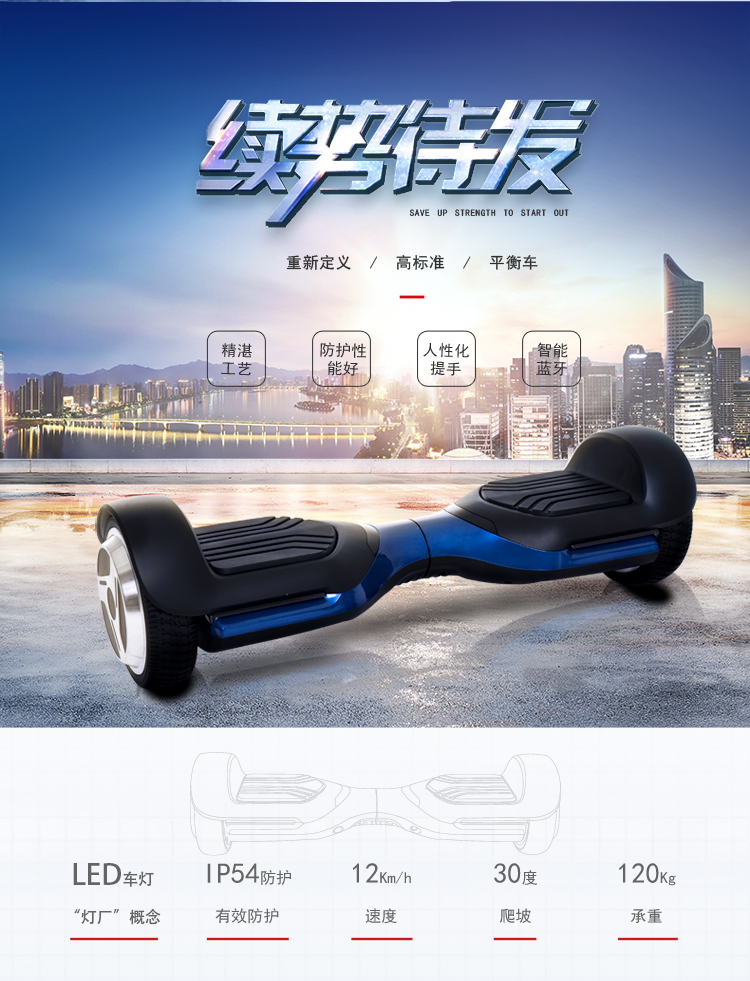 续势待发
SAVE UP STRENGTH TO START OUT
重新定义 / 高标准 / 平衡车
精湛 防护性 人性化 智能
工艺 能好 提手 蓝牙
LED车灯 IP54防护 12Km/h 30度 120Kg
“灯厂”概念 有效防护 速度 爬坡 承重